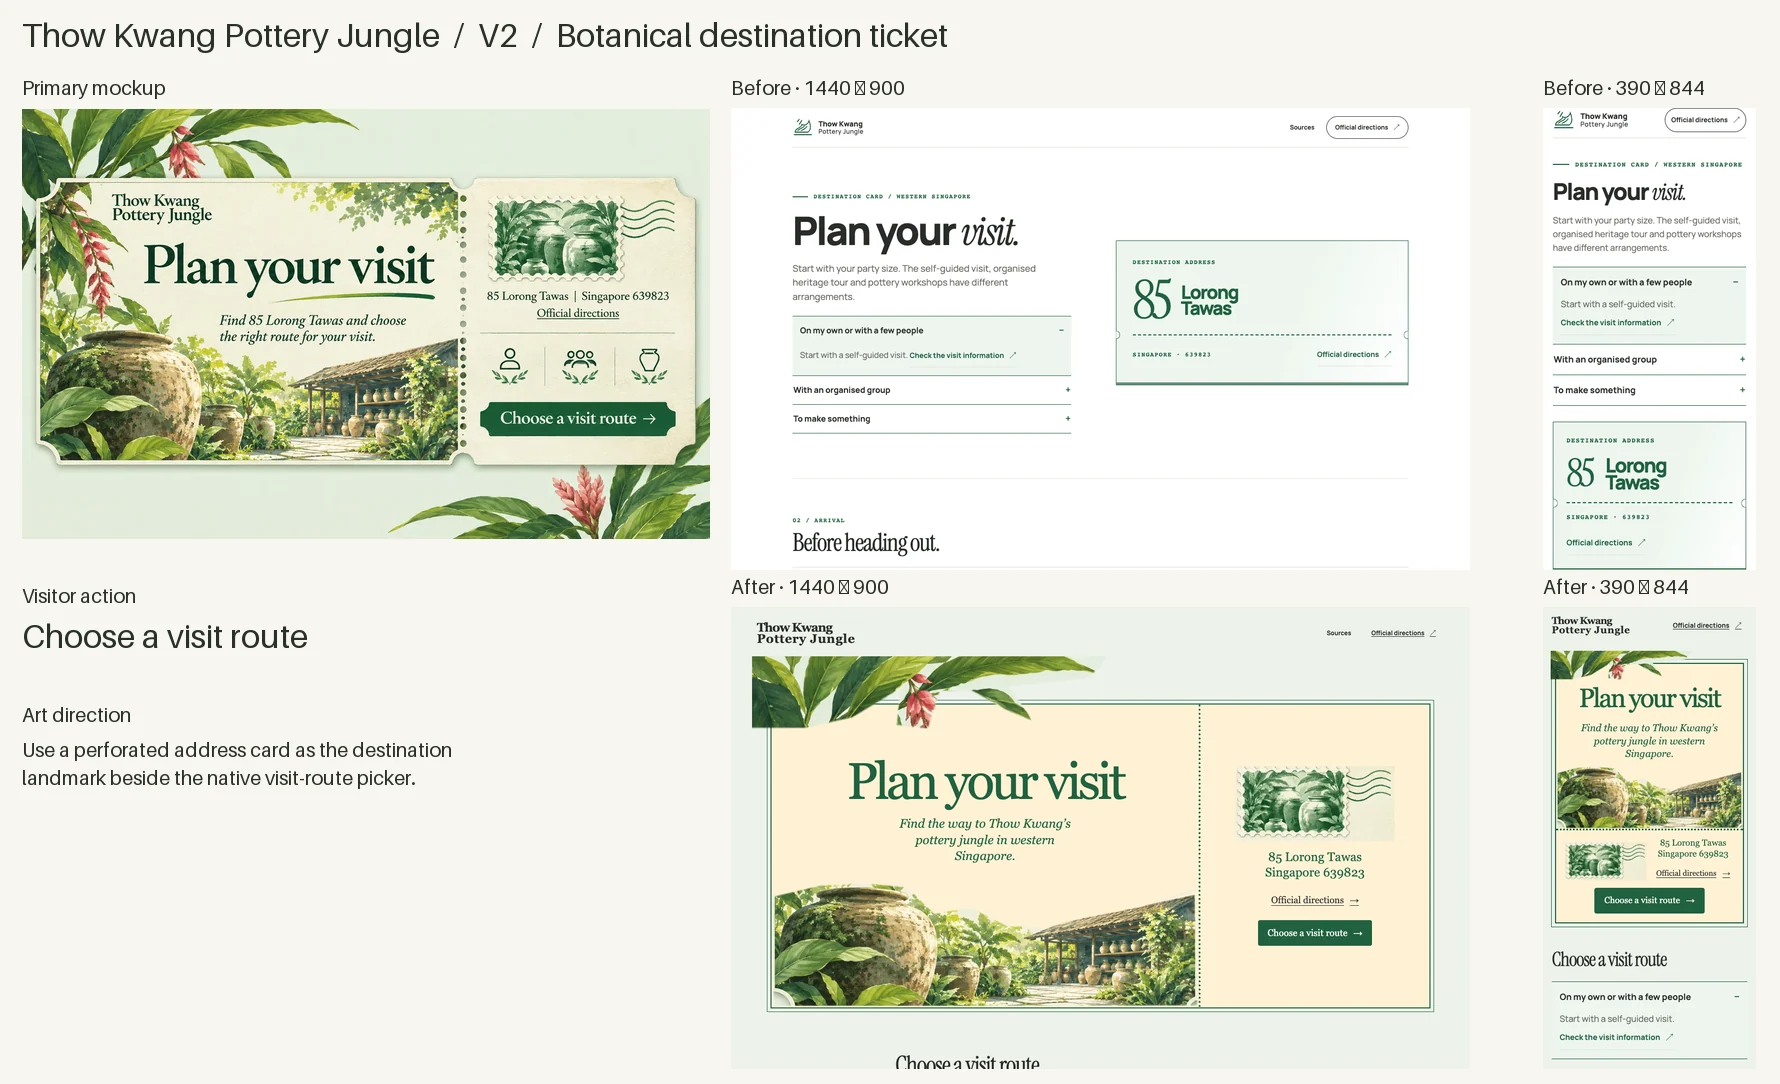 Thow Kwang Pottery Jungle / V2 / Botanical destination ticket
Primary mockup
Thow Kwang
Pottery Jungle
Plan your visit
Find 85 Lorong Tawas and choose
the right route for your visit.
85 Lorong Tawas | Singapore 639823
Official directions
Choose a visit route →
Visitor action
Choose a visit route
Art direction
Use a perforated address card as the destination
landmark beside the native visit-route picker.
Before · 1440 900
Thow Kwang
Pottery Jungle
Sources
Official directions ↗
DESTINATION CARD / WESTERN SINGAPORE
Plan your visit.
Start with your party size. The self-guided visit, organised
heritage tour and pottery workshops have different
arrangements.
On my own or with a few people −
Start with a self-guided visit. Check the visit information ↗
With an organised group +
To make something +
DESTINATION ADDRESS
85 Lorong
Tawas
SINGAPORE · 639823
Official directions ↗
02 / ARRIVAL
Before heading out.
Before · 390 844
Thow Kwang
Pottery Jungle
Official directions ↗
DESTINATION CARD / WESTERN SINGAPORE
Plan your visit.
Start with your party size. The self-guided visit,
organised heritage tour and pottery workshops
have different arrangements.
On my own or with a few people −
Start with a self-guided visit.
Check the visit information ↗
With an organised group +
To make something +
DESTINATION ADDRESS
85 Lorong
Tawas
SINGAPORE · 639823
Official directions ↗
After · 1440 900
Thow Kwang
Pottery Jungle
Sources
Official directions ↗
Plan your visit
Find the way to Thow Kwang's
pottery jungle in western
Singapore.
85 Lorong Tawas
Singapore 639823
Official directions →
Choose a visit route →
Choose a visit route
After · 390 844
Thow Kwang
Pottery Jungle
Official directions ↗
Plan your visit
Find the way to Thow Kwang's
pottery jungle in western
Singapore.
85 Lorong Tawas
Singapore 639823
Official directions →
Choose a visit route →
Choose a visit route
On my own or with a few people −
Start with a self-guided visit.
Check the visit information ↗